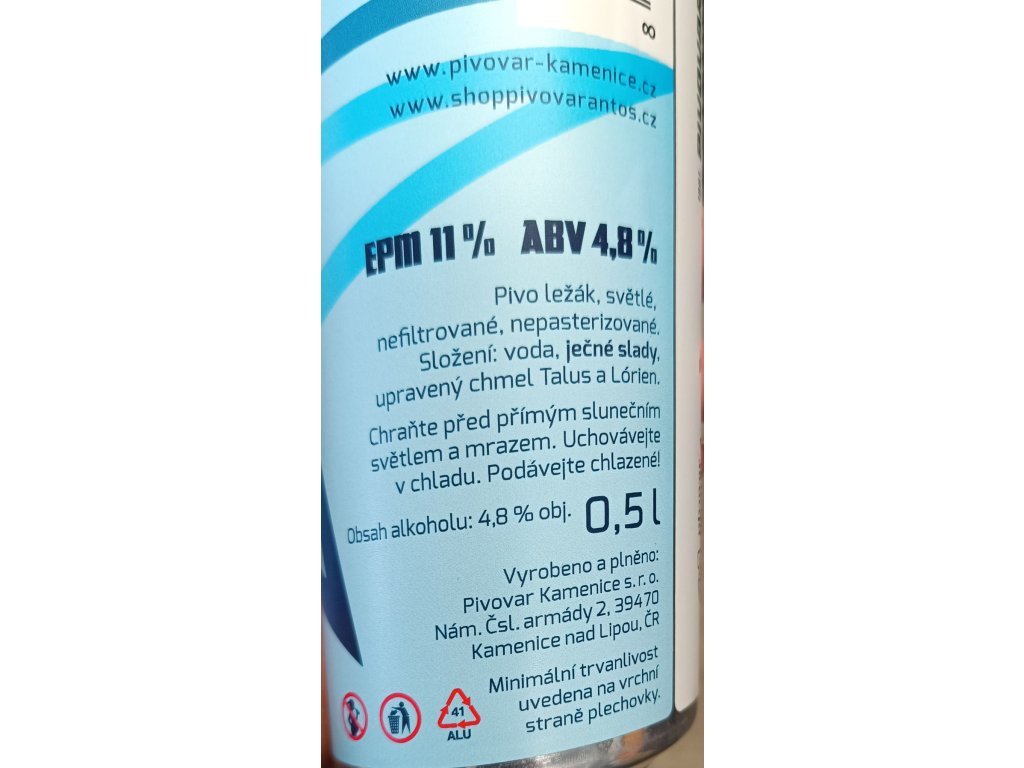 8
www.pivovar-kamenice.cz
www.shoppivovarantos.cz
EPM 11 % ABV 4,8 %
Pivo ležák, světlé,
nefiltrované, nepasterizované.
Složení: voda, ječné slady,
upravený chmel Talus a Lórien.
Chraňte před přímým slunečním
světlem a mrazem. Uchovávejte
v chladu. Podávejte chlazené!
Obsah alkoholu: 4,8 % obj. 0,5 l
Vyrobeno a plněno:
Pivovar Kamenice s. r. o.
Nám. Čsl. armády 2, 39470
Kamenice nad Lipou, ČR
Minimální trvanlivost
uvedena na vrchní
straně plechovky.
41
ALU